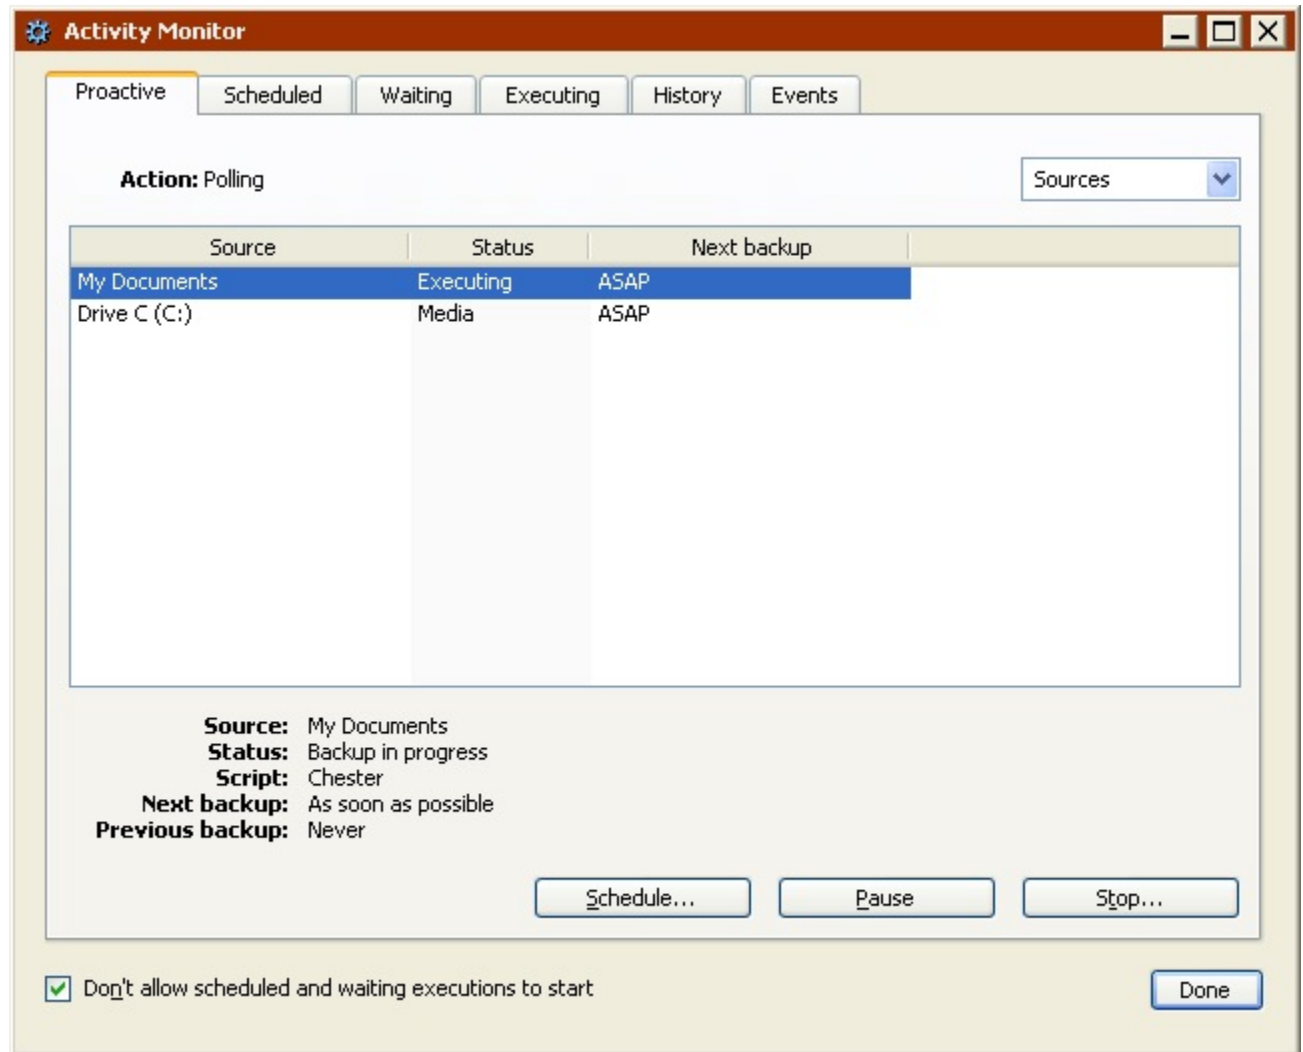 Activity Monitor
Proactive Scheduled Waiting Executing History Events
Action: Polling Sources
Source Status Next backup
My Documents Executing ASAP
Drive C (C:) Media ASAP
Source: My Documents
Status: Backup in progress
Script: Chester
Next backup: As soon as possible
Previous backup: Never
Schedule... Pause Stop...
Don't allow scheduled and waiting executions to start Done